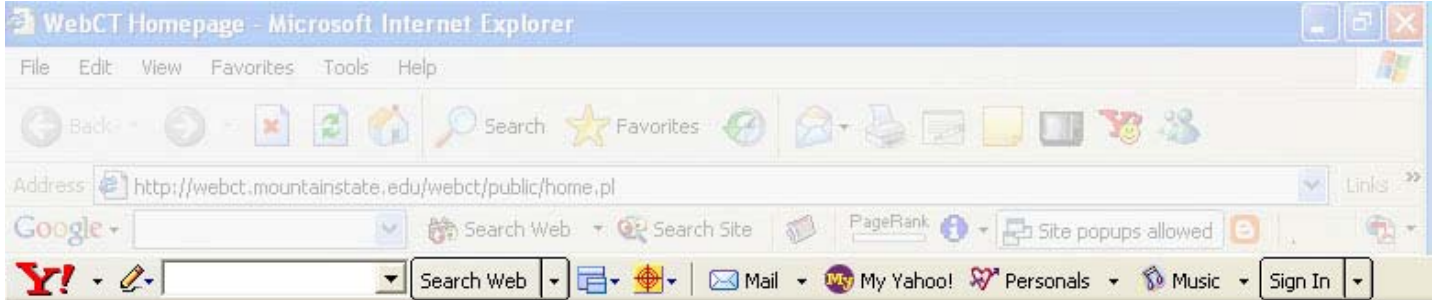 WebCT Homepage - Microsoft Internet Explorer
File Edit View Favorites Tools Help
Back Search Favorites
Address http://webct.mountainstate.edu/webct/public/home.pl Links »
Google Search Web Search Site PageRank Site popups allowed
Y! Search Web Mail My My Yahoo! Personals Music Sign In